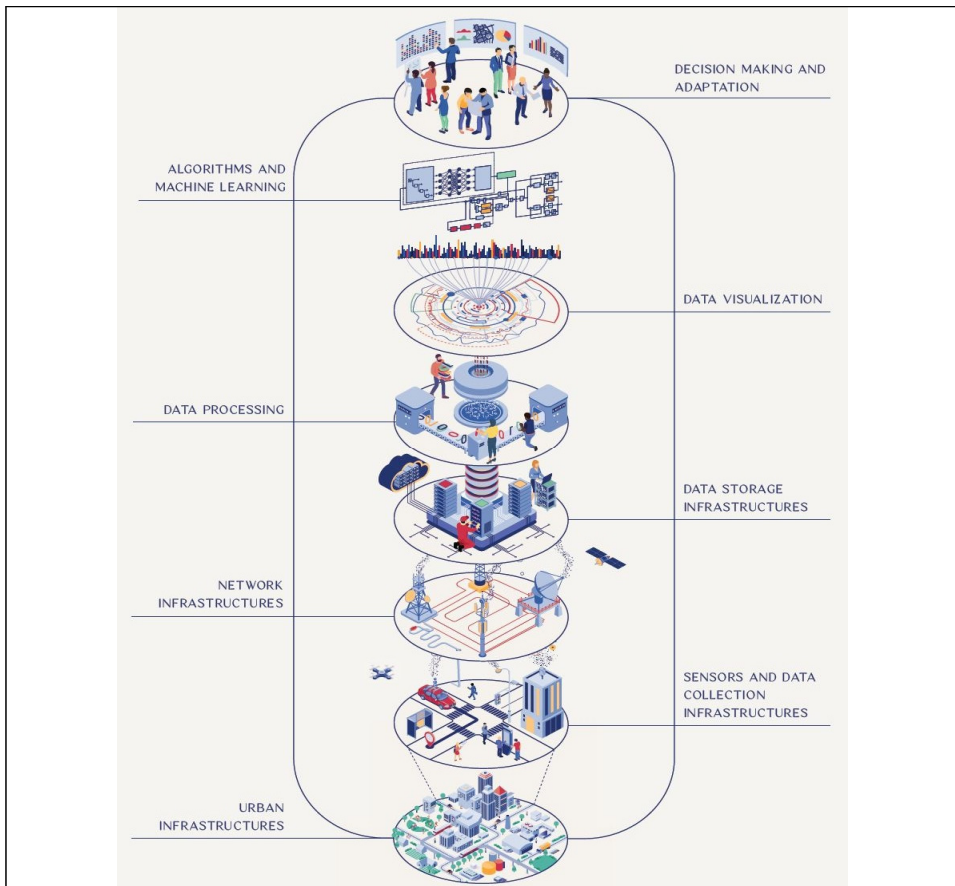 DECISION MAKING AND
ADAPTATION
ALGORITHMS AND
MACHINE LEARNING
DATA VISUALIZATION
DATA PROCESSING
DATA STORAGE
INFRASTRUCTURES
NETWORK
INFRASTRUCTURES
SENSORS AND DATA
COLLECTION
INFRASTRUCTURES
URBAN
INFRASTRUCTURES